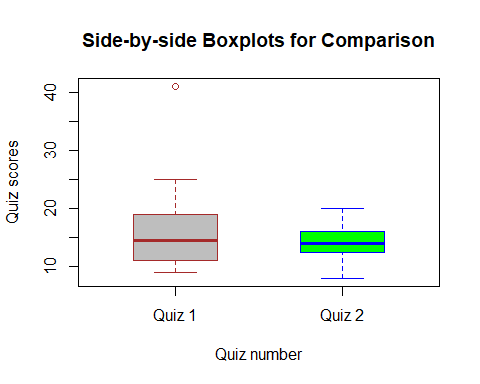 Side-by-side Boxplots for Comparison
Quiz scores
40
30
20
10
Quiz 1 Quiz 2
Quiz number